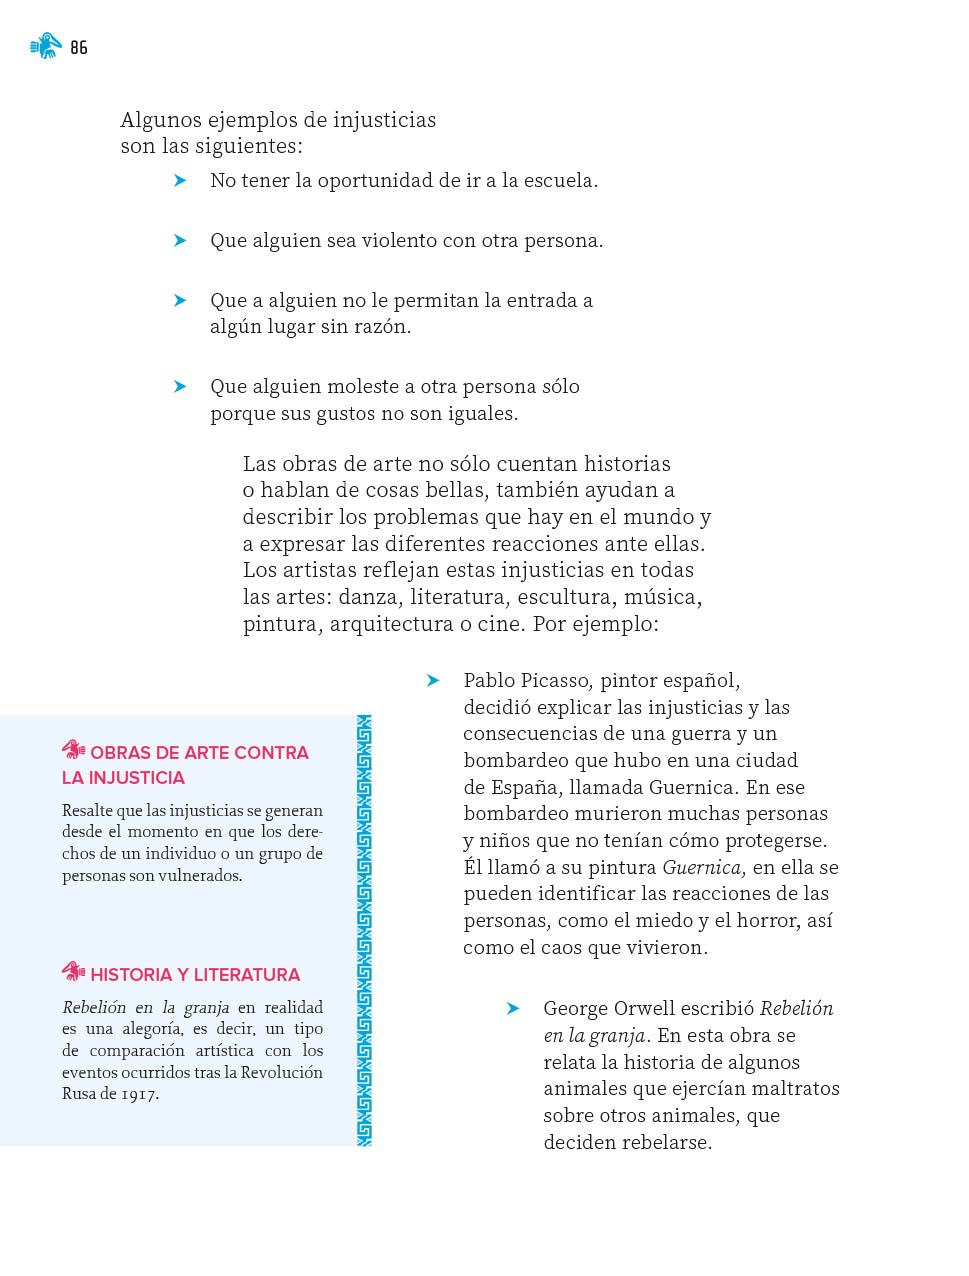 86
Algunos ejemplos de injusticias
son las siguientes:
No tener la oportunidad de ir a la escuela.
Que alguien sea violento con otra persona.
Que a alguien no le permitan la entrada a
algún lugar sin razón.
Que alguien moleste a otra persona sólo
porque sus gustos no son iguales.
Las obras de arte no sólo cuentan historias
o hablan de cosas bellas, también ayudan a
describir los problemas que hay en el mundo y
a expresar las diferentes reacciones ante ellas.
Los artistas reflejan estas injusticias en todas
las artes: danza, literatura, escultura, música,
pintura, arquitectura o cine. Por ejemplo:
Pablo Picasso, pintor español,
decidió explicar las injusticias y las
consecuencias de una guerra y un
bombardeo que hubo en una ciudad
de España, llamada Guernica. En ese
bombardeo murieron muchas personas
y niños que no tenían cómo protegerse.
Él llamó a su pintura Guernica, en ella se
pueden identificar las reacciones de las
personas, como el miedo y el horror, así
como el caos que vivieron.
George Orwell escribió Rebelión
en la granja. En esta obra se
relata la historia de algunos
animales que ejercían maltratos
sobre otros animales, que
deciden rebelarse.
OBRAS DE ARTE CONTRA
LA INJUSTICIA
Resalte que las injusticias se generan
desde el momento en que los dere-
chos de un individuo o un grupo de
personas son vulnerados.
HISTORIA Y LITERATURA
Rebelión en la granja en realidad
es una alegoría, es decir, un tipo
de comparación artística con los
eventos ocurridos tras la Revolución
Rusa de 1917.